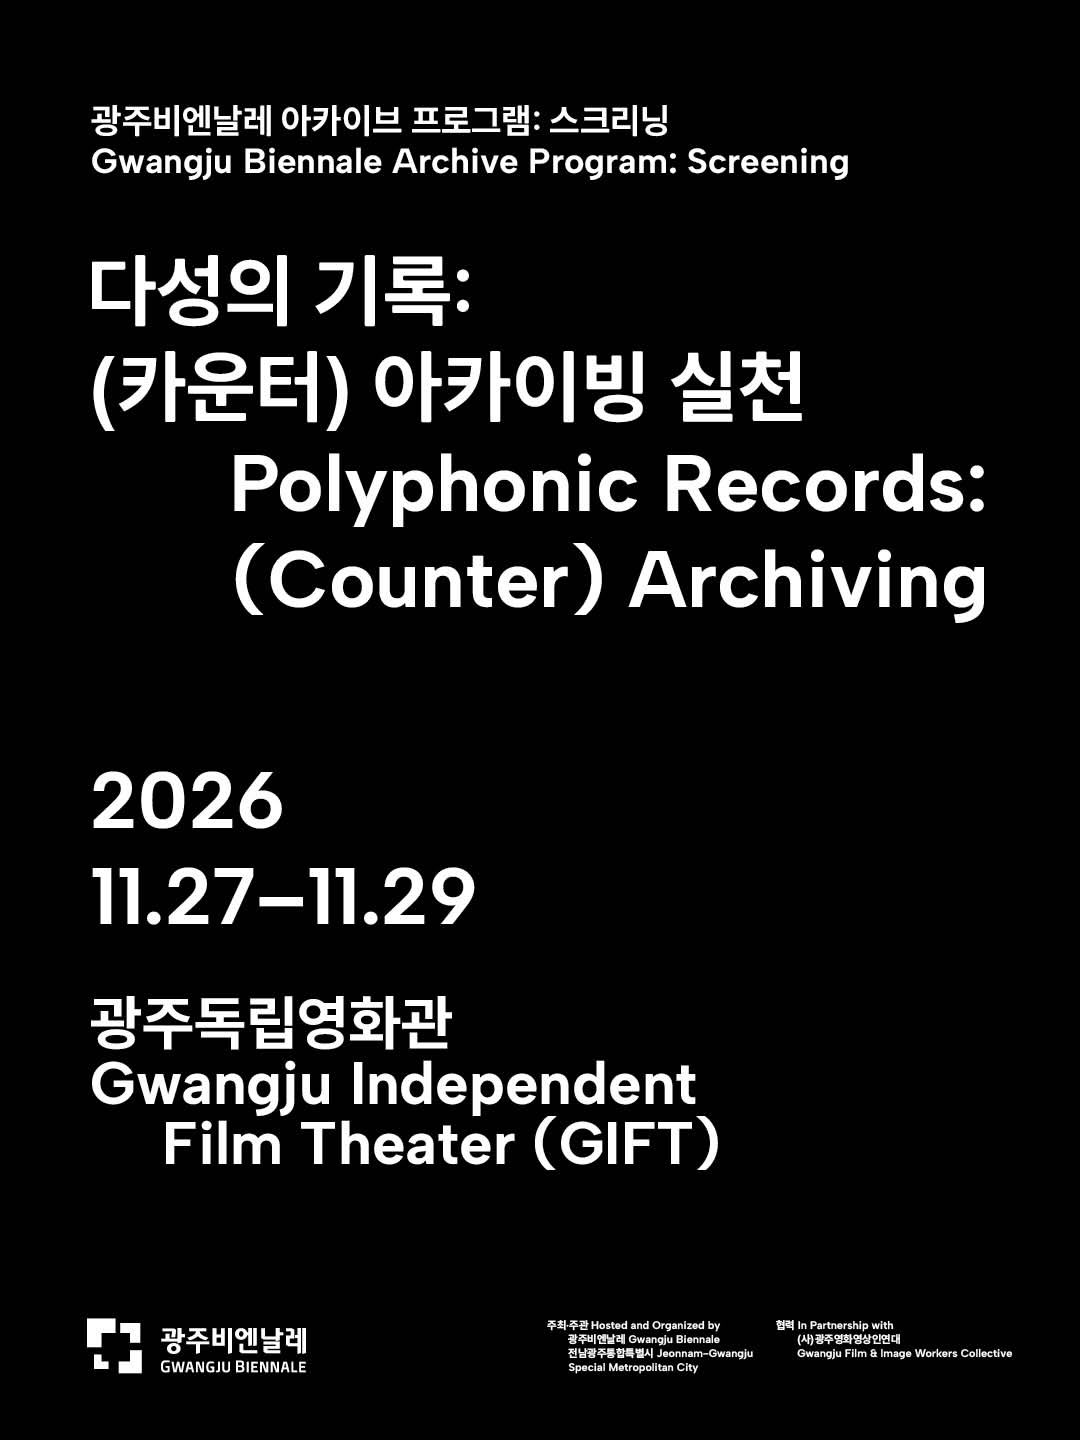 광주비엔날레 아카이브 프로그램: 스크리닝
Gwangju Biennale Archive Program: Screening
다성의 기록:
(카운터) 아카이빙 실천
Polyphonic Records:
(Counter) Archiving
2026
11.27–11.29
광주독립영화관
Gwangju Independent
Film Theater (GIFT)
광주비엔날레
GWANGJU BIENNALE
주최·주관 Hosted and Organized by
광주비엔날레 Gwangju Biennale
전남광주통합특별시 Jeonnam–Gwangju
Special Metropolitan City
협력 In Partnership with
(사)광주영화영상인연대
Gwangju Film & Image Workers Collective